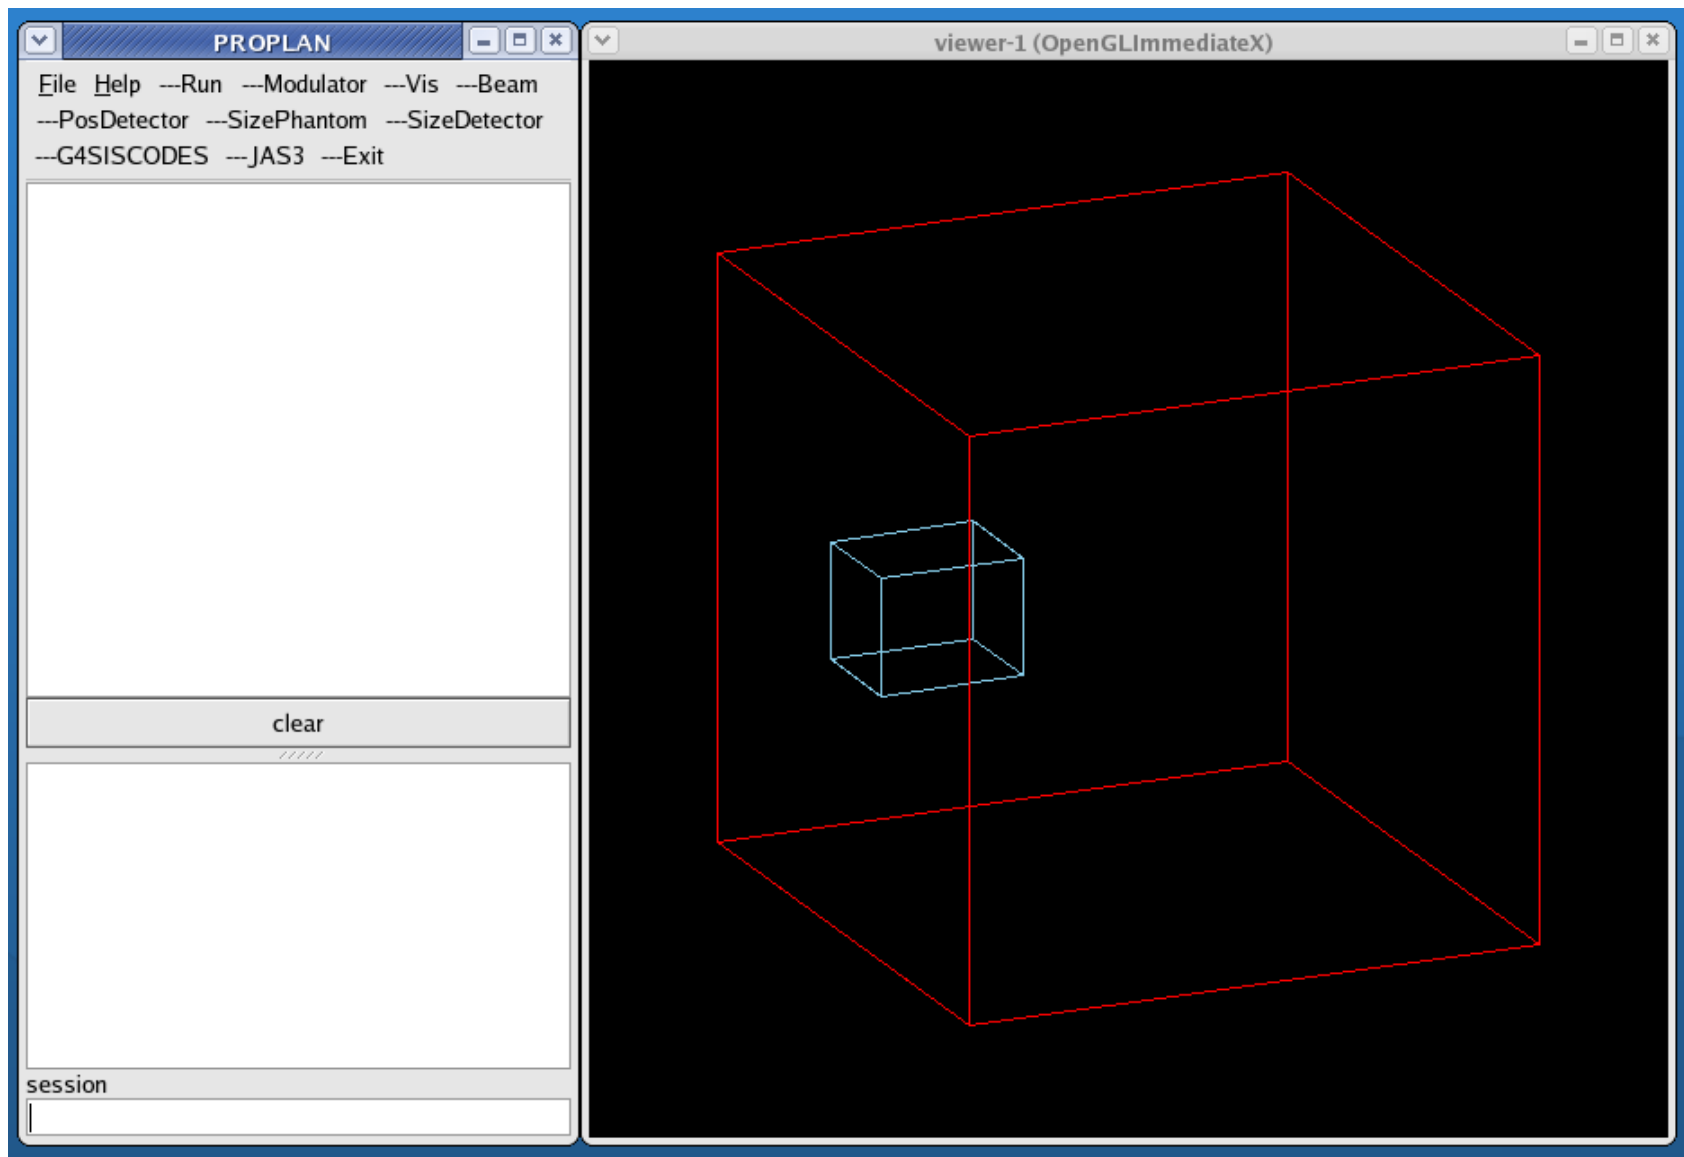 PROPLAN
File Help ---Run ---Modulator ---Vis ---Beam
---PosDetector ---SizePhantom ---SizeDetector
---G4SISCODES ---JAS3 ---Exit
clear
session
viewer-1 (OpenGLImmediateX)